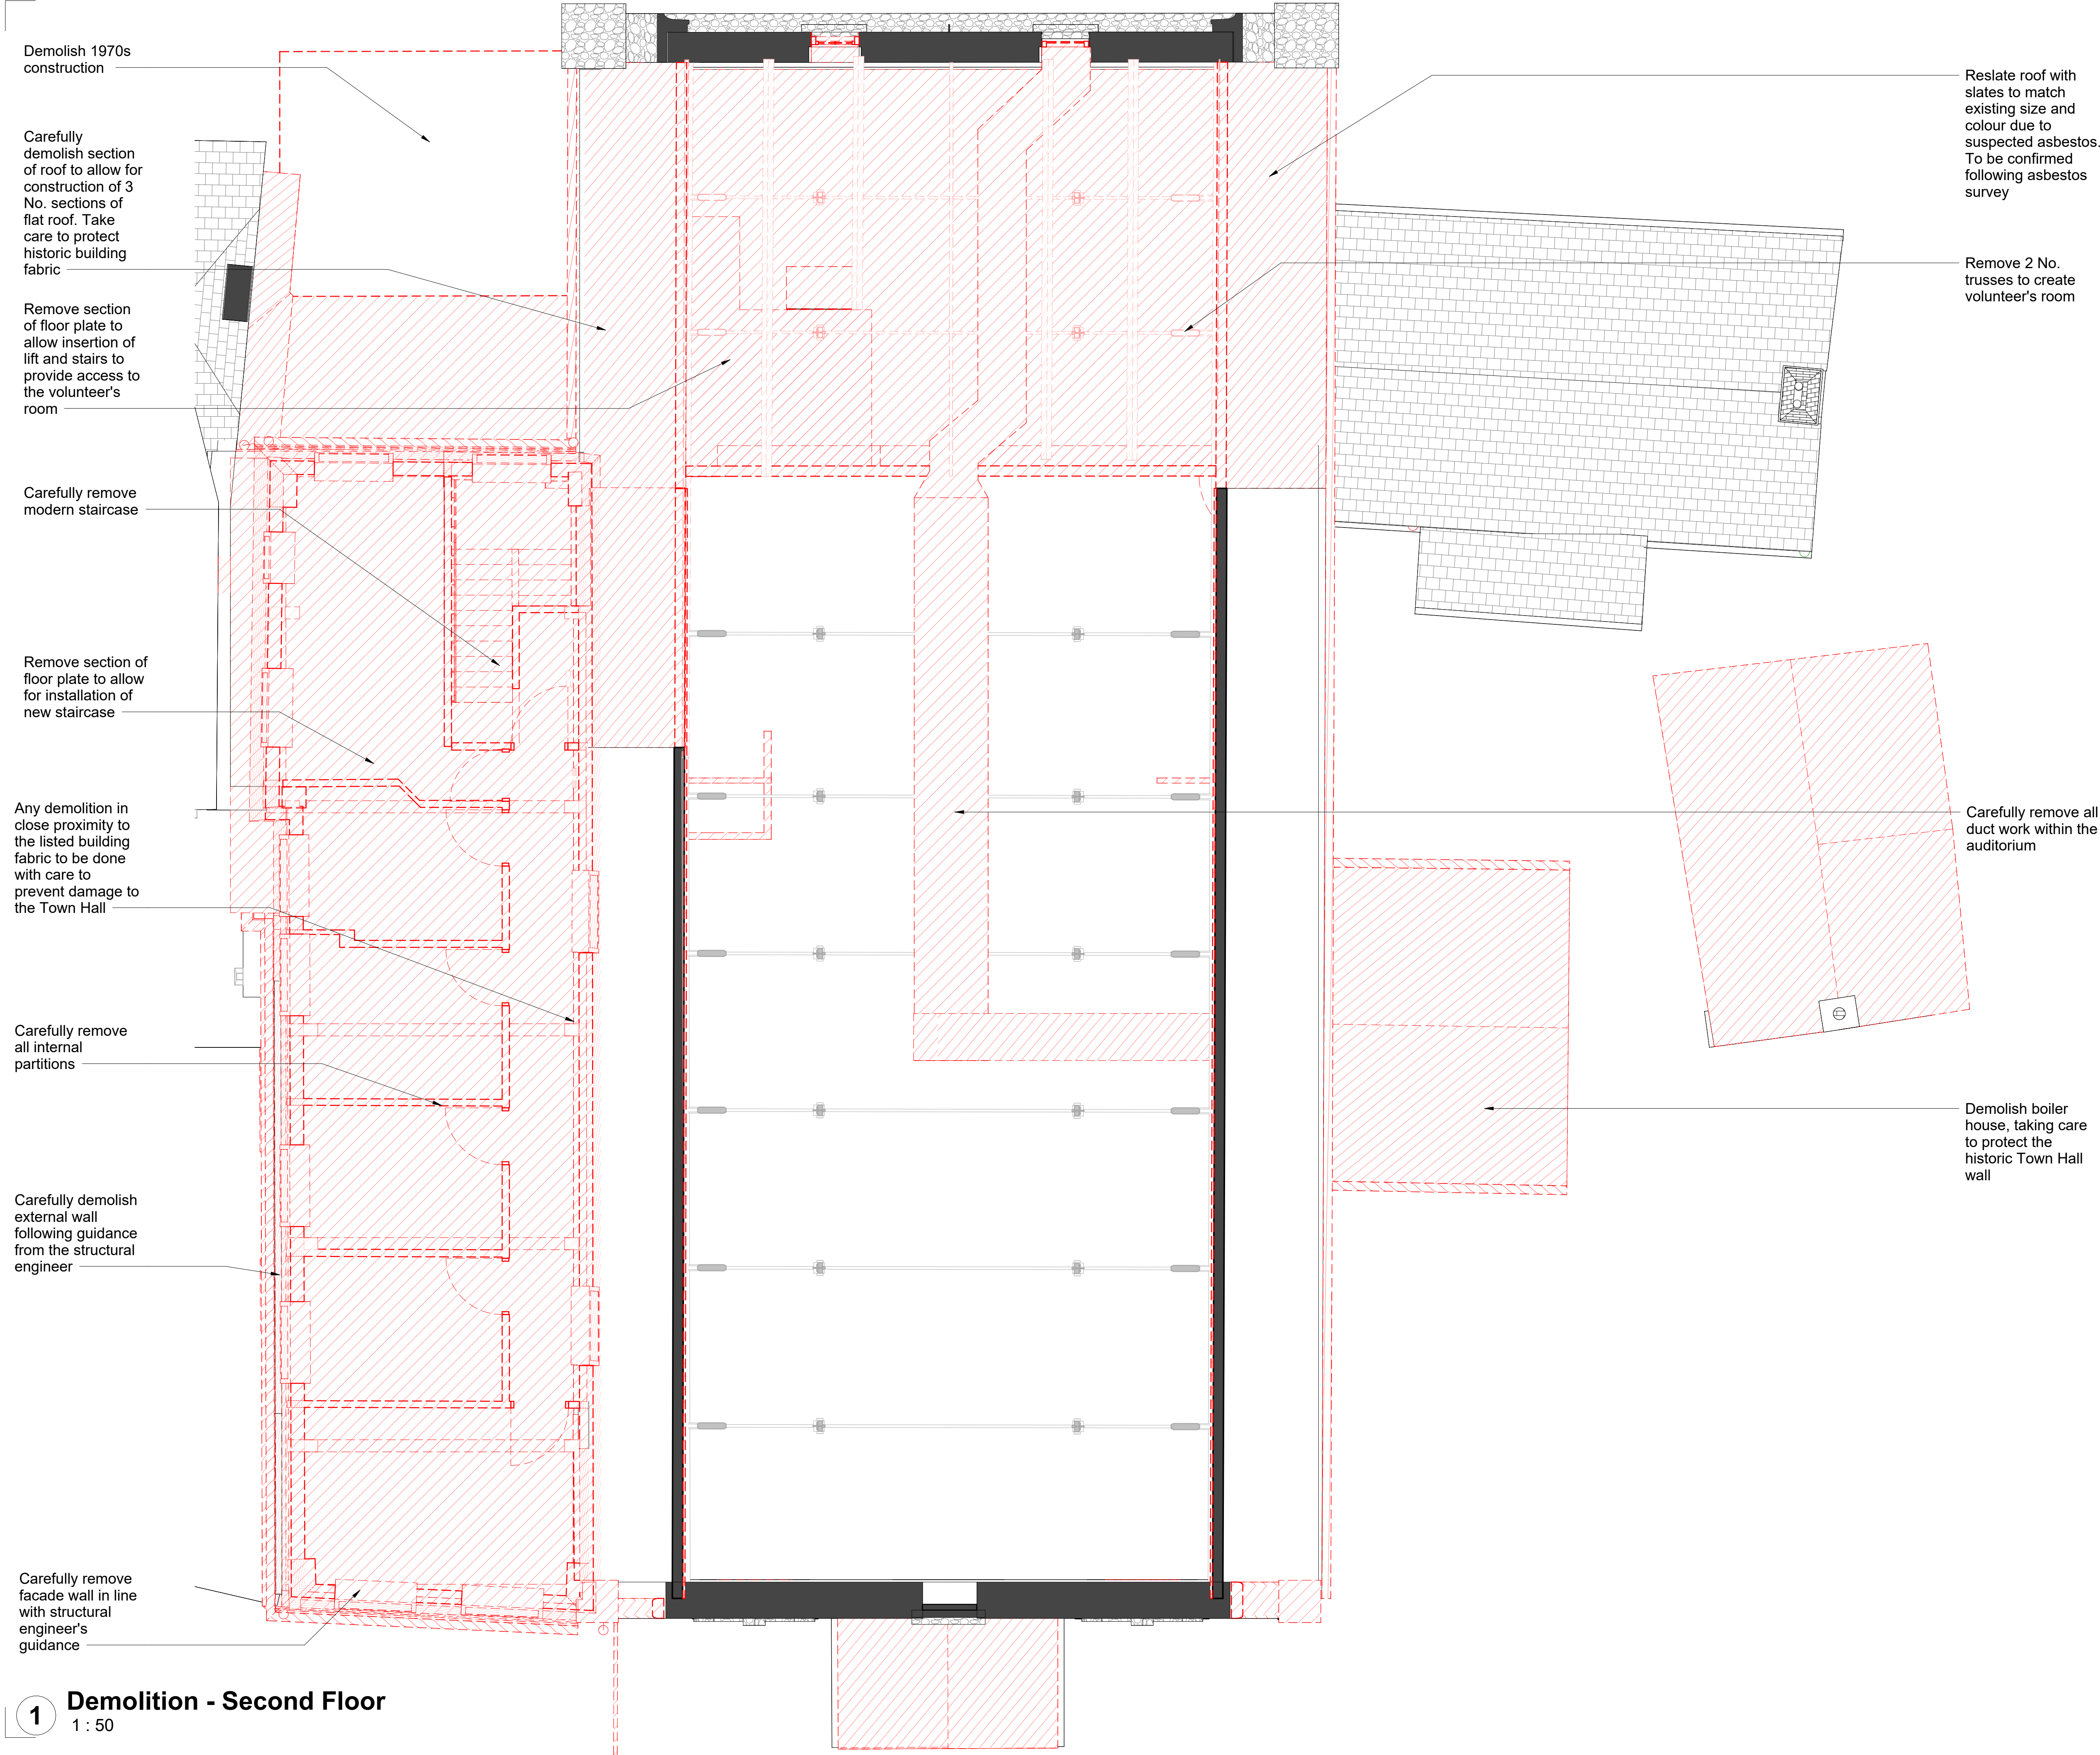 Demolish 1970s
construction
Carefully
demolish section
of roof to allow for
construction of 3
No. sections of
flat roof. Take
care to protect
historic building
fabric
Remove section
of floor plate to
allow insertion of
lift and stairs to
provide access to
the volunteer's
room
Carefully remove
modern staircase
Remove section of
floor plate to allow
for installation of
new staircase
Any demolition in
close proximity to
the listed building
fabric to be done
with care to
prevent damage to
the Town Hall
Carefully remove
all internal
partitions
Carefully demolish
external wall
following guidance
from the structural
engineer
Carefully remove
facade wall in line
with structural
engineer's
guidance
Reslate roof with
slates to match
existing size and
colour due to
suspected asbestos.
To be confirmed
following asbestos
survey
Remove 2 No.
trusses to create
volunteer's room
Carefully remove all
duct work within the
auditorium
Demolish boiler
house, taking care
to protect the
historic Town Hall
wall
1
Demolition - Second Floor
1 : 50